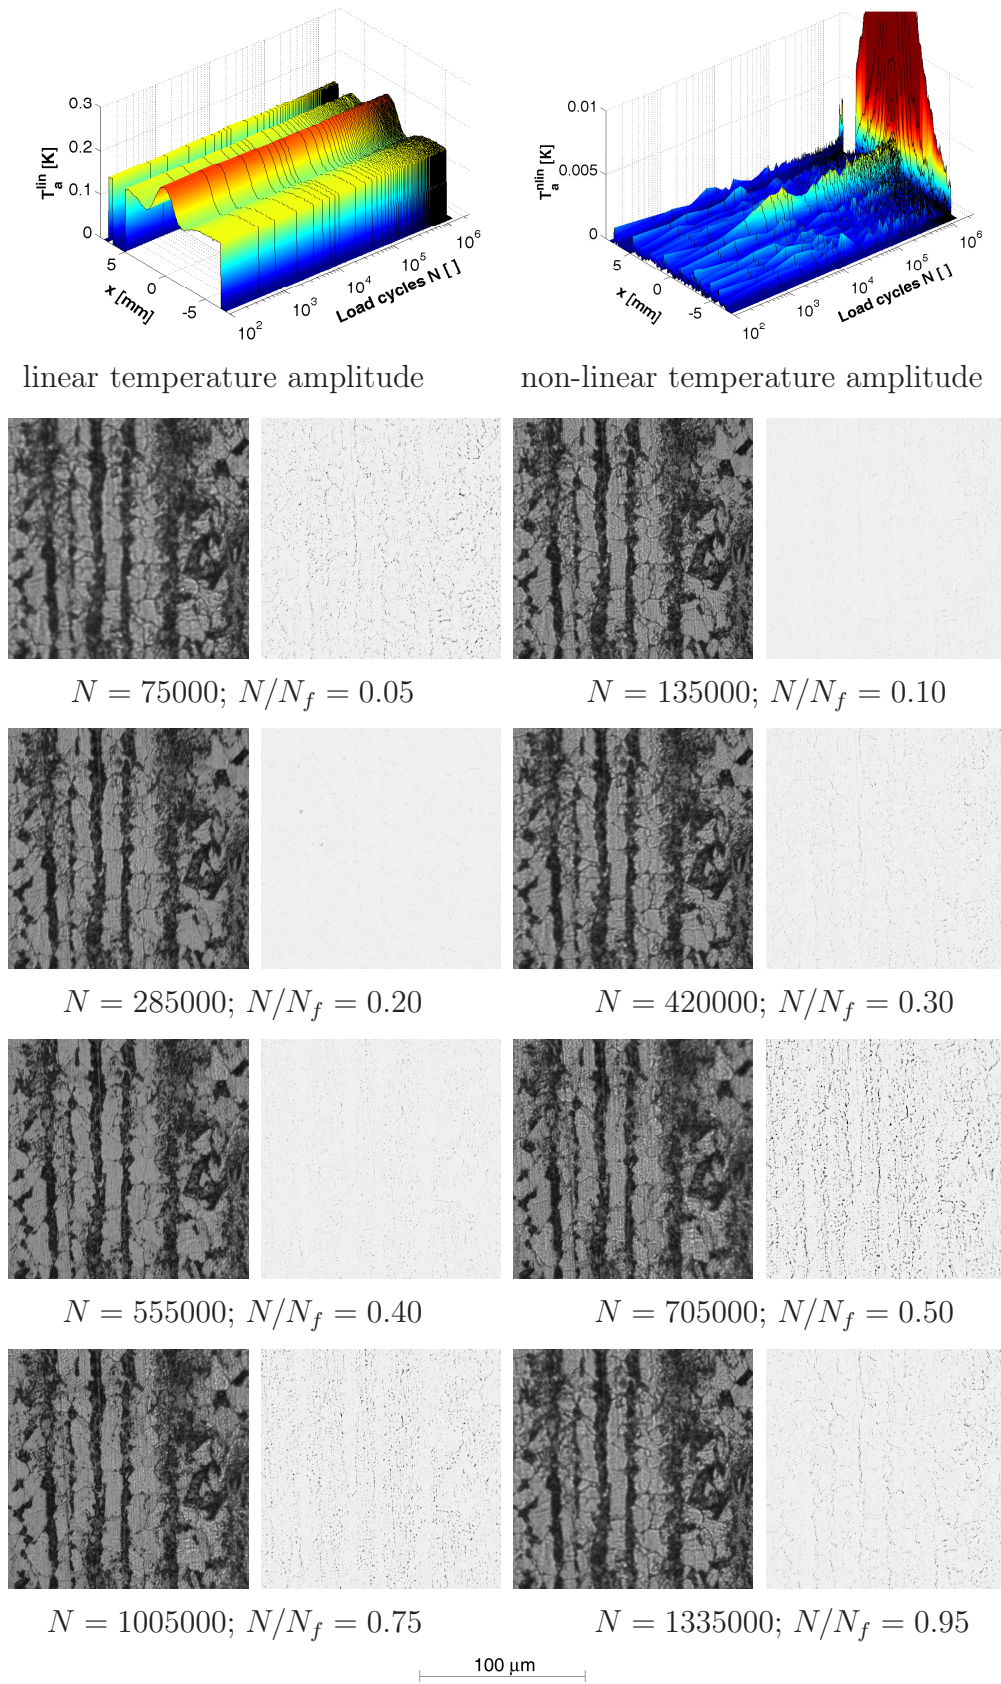 0.3
0.2
0.1
0
T_a^lin [K]
5
0
-5
x [mm]
10^2
10^3
10^4
10^5
10^6
Load cycles N [ ]
0.01
0.005
0
T_a^nlin [K]
5
0
-5
x [mm]
10^2
10^3
10^4
10^5
10^6
Load cycles N [ ]
linear temperature amplitude
non-linear temperature amplitude
N = 75000; N/N_f = 0.05
N = 135000; N/N_f = 0.10
N = 285000; N/N_f = 0.20
N = 420000; N/N_f = 0.30
N = 555000; N/N_f = 0.40
N = 705000; N/N_f = 0.50
N = 1005000; N/N_f = 0.75
N = 1335000; N/N_f = 0.95
100 μm